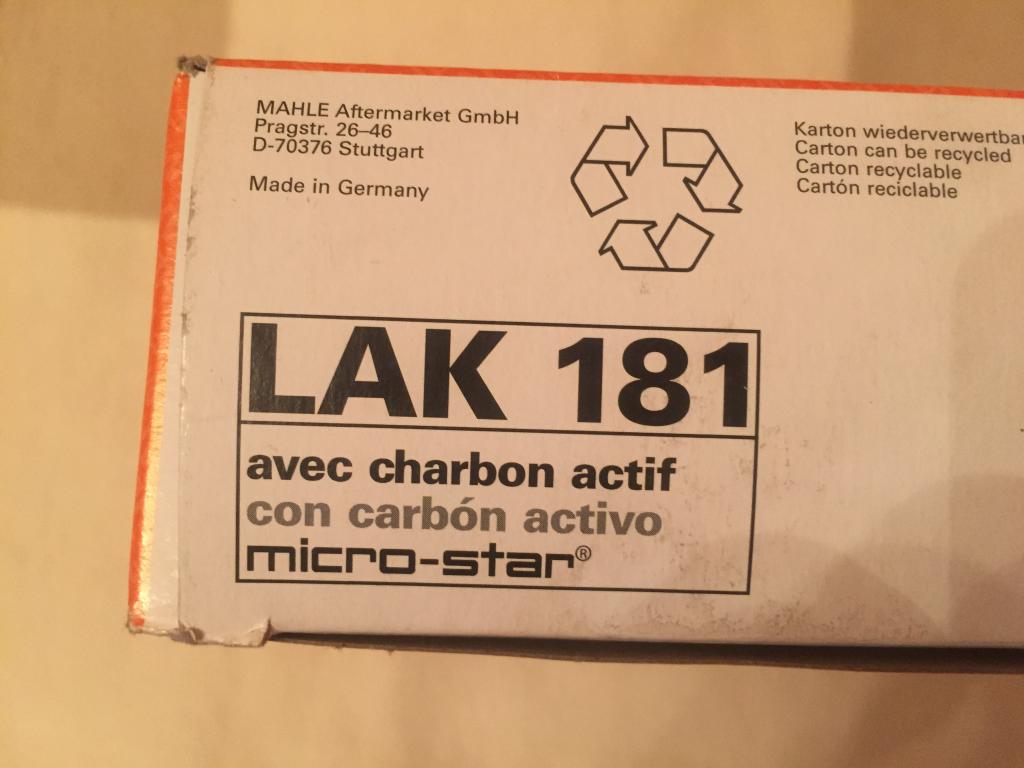 MAHLE Aftermarket GmbH
Pragstr. 26–46
D-70376 Stuttgart
Made in Germany
Karton wiederverwertbar
Carton can be recycled
Carton recyclable
Cartón reciclable
LAK 181
avec charbon actif
con carbón activo
micro-star®